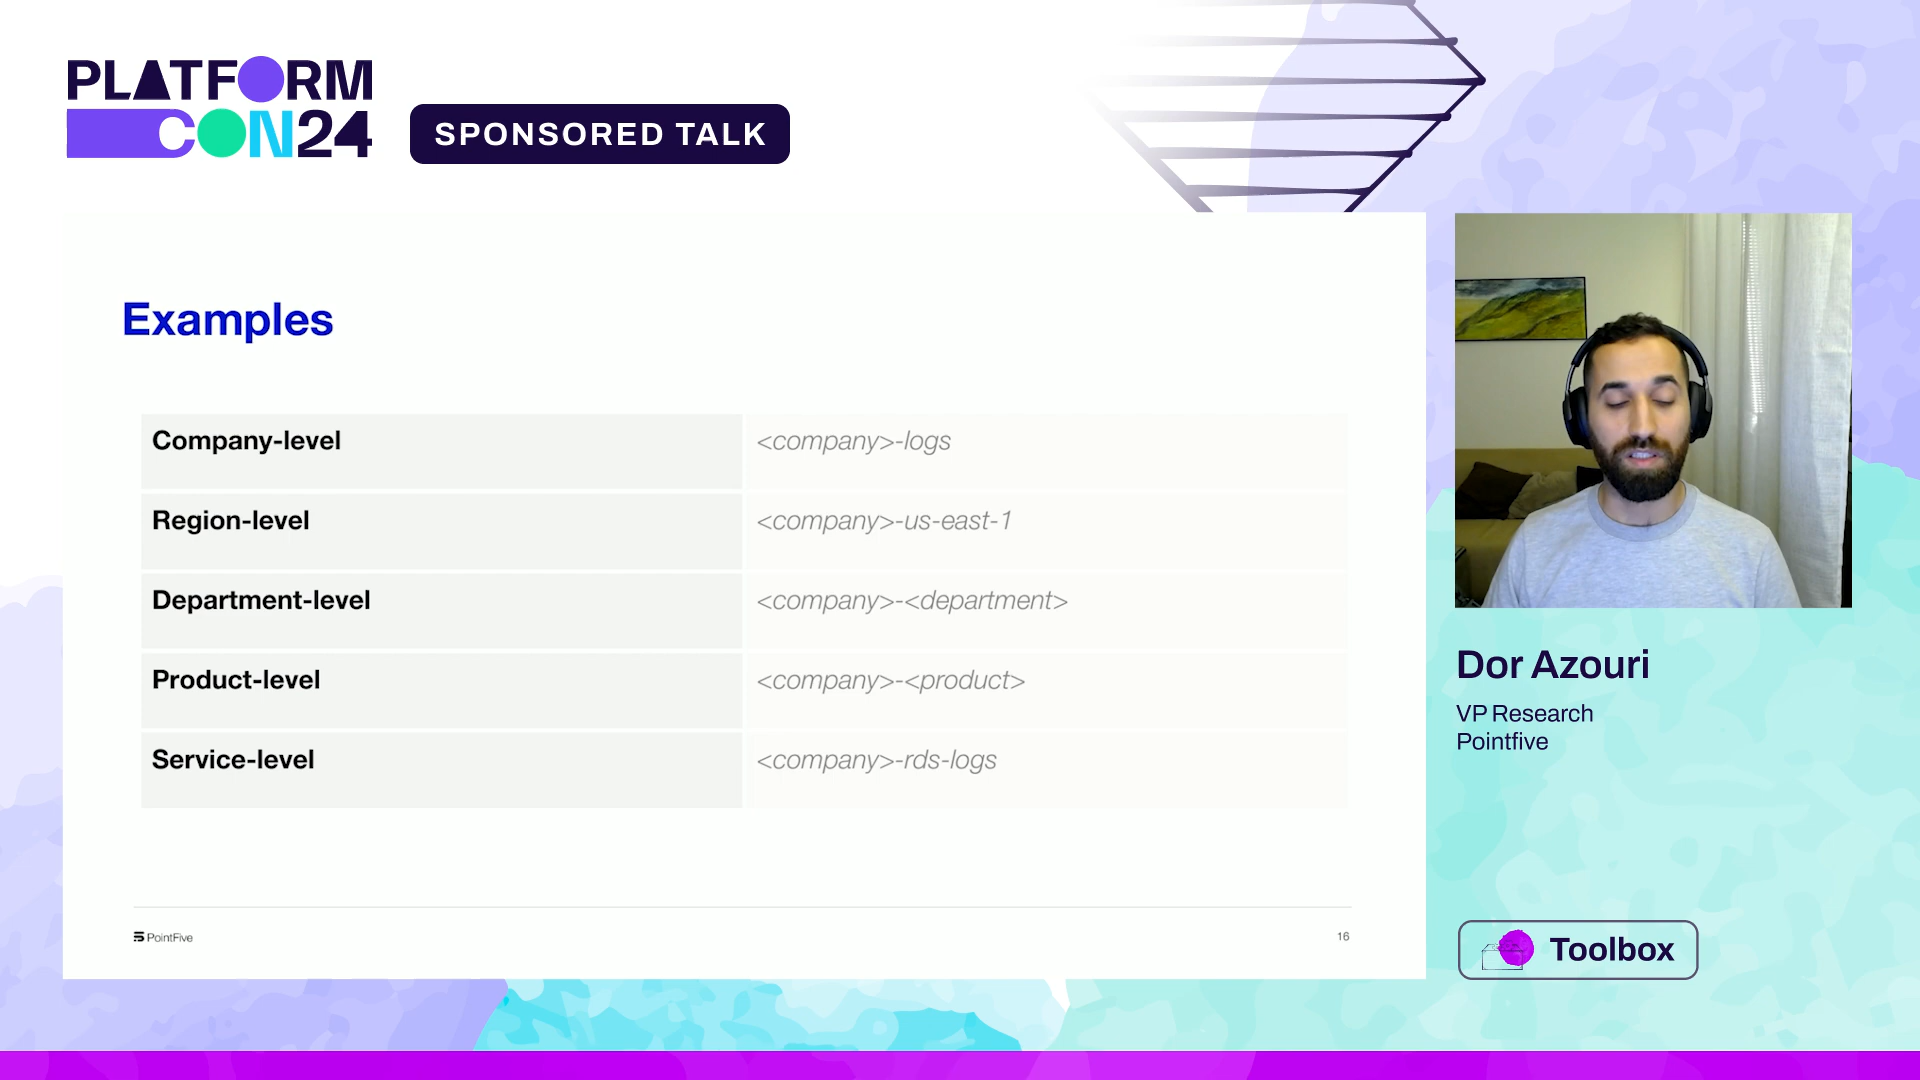 PLATFORM
CON24
SPONSORED TALK
Examples
Company-level
<company>-logs
Region-level
<company>-us-east-1
Department-level
<company>-<department>
Product-level
<company>-<product>
Service-level
<company>-rds-logs
PointFive
16
Dor Azouri
VP Research
Pointfive
Toolbox